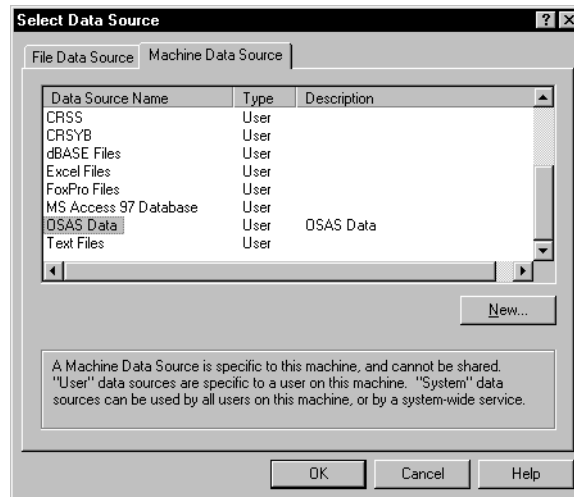 Select Data Source
File Data Source Machine Data Source
Data Source Name Type Description
CRSS User
CRSYB User
dBASE Files User
Excel Files User
FoxPro Files User
MS Access 97 Database User
OSAS Data User OSAS Data
Text Files User
New...
A Machine Data Source is specific to this machine, and cannot be shared.
"User" data sources are specific to a user on this machine. "System" data
sources can be used by all users on this machine, or by a system-wide service.
OK Cancel Help